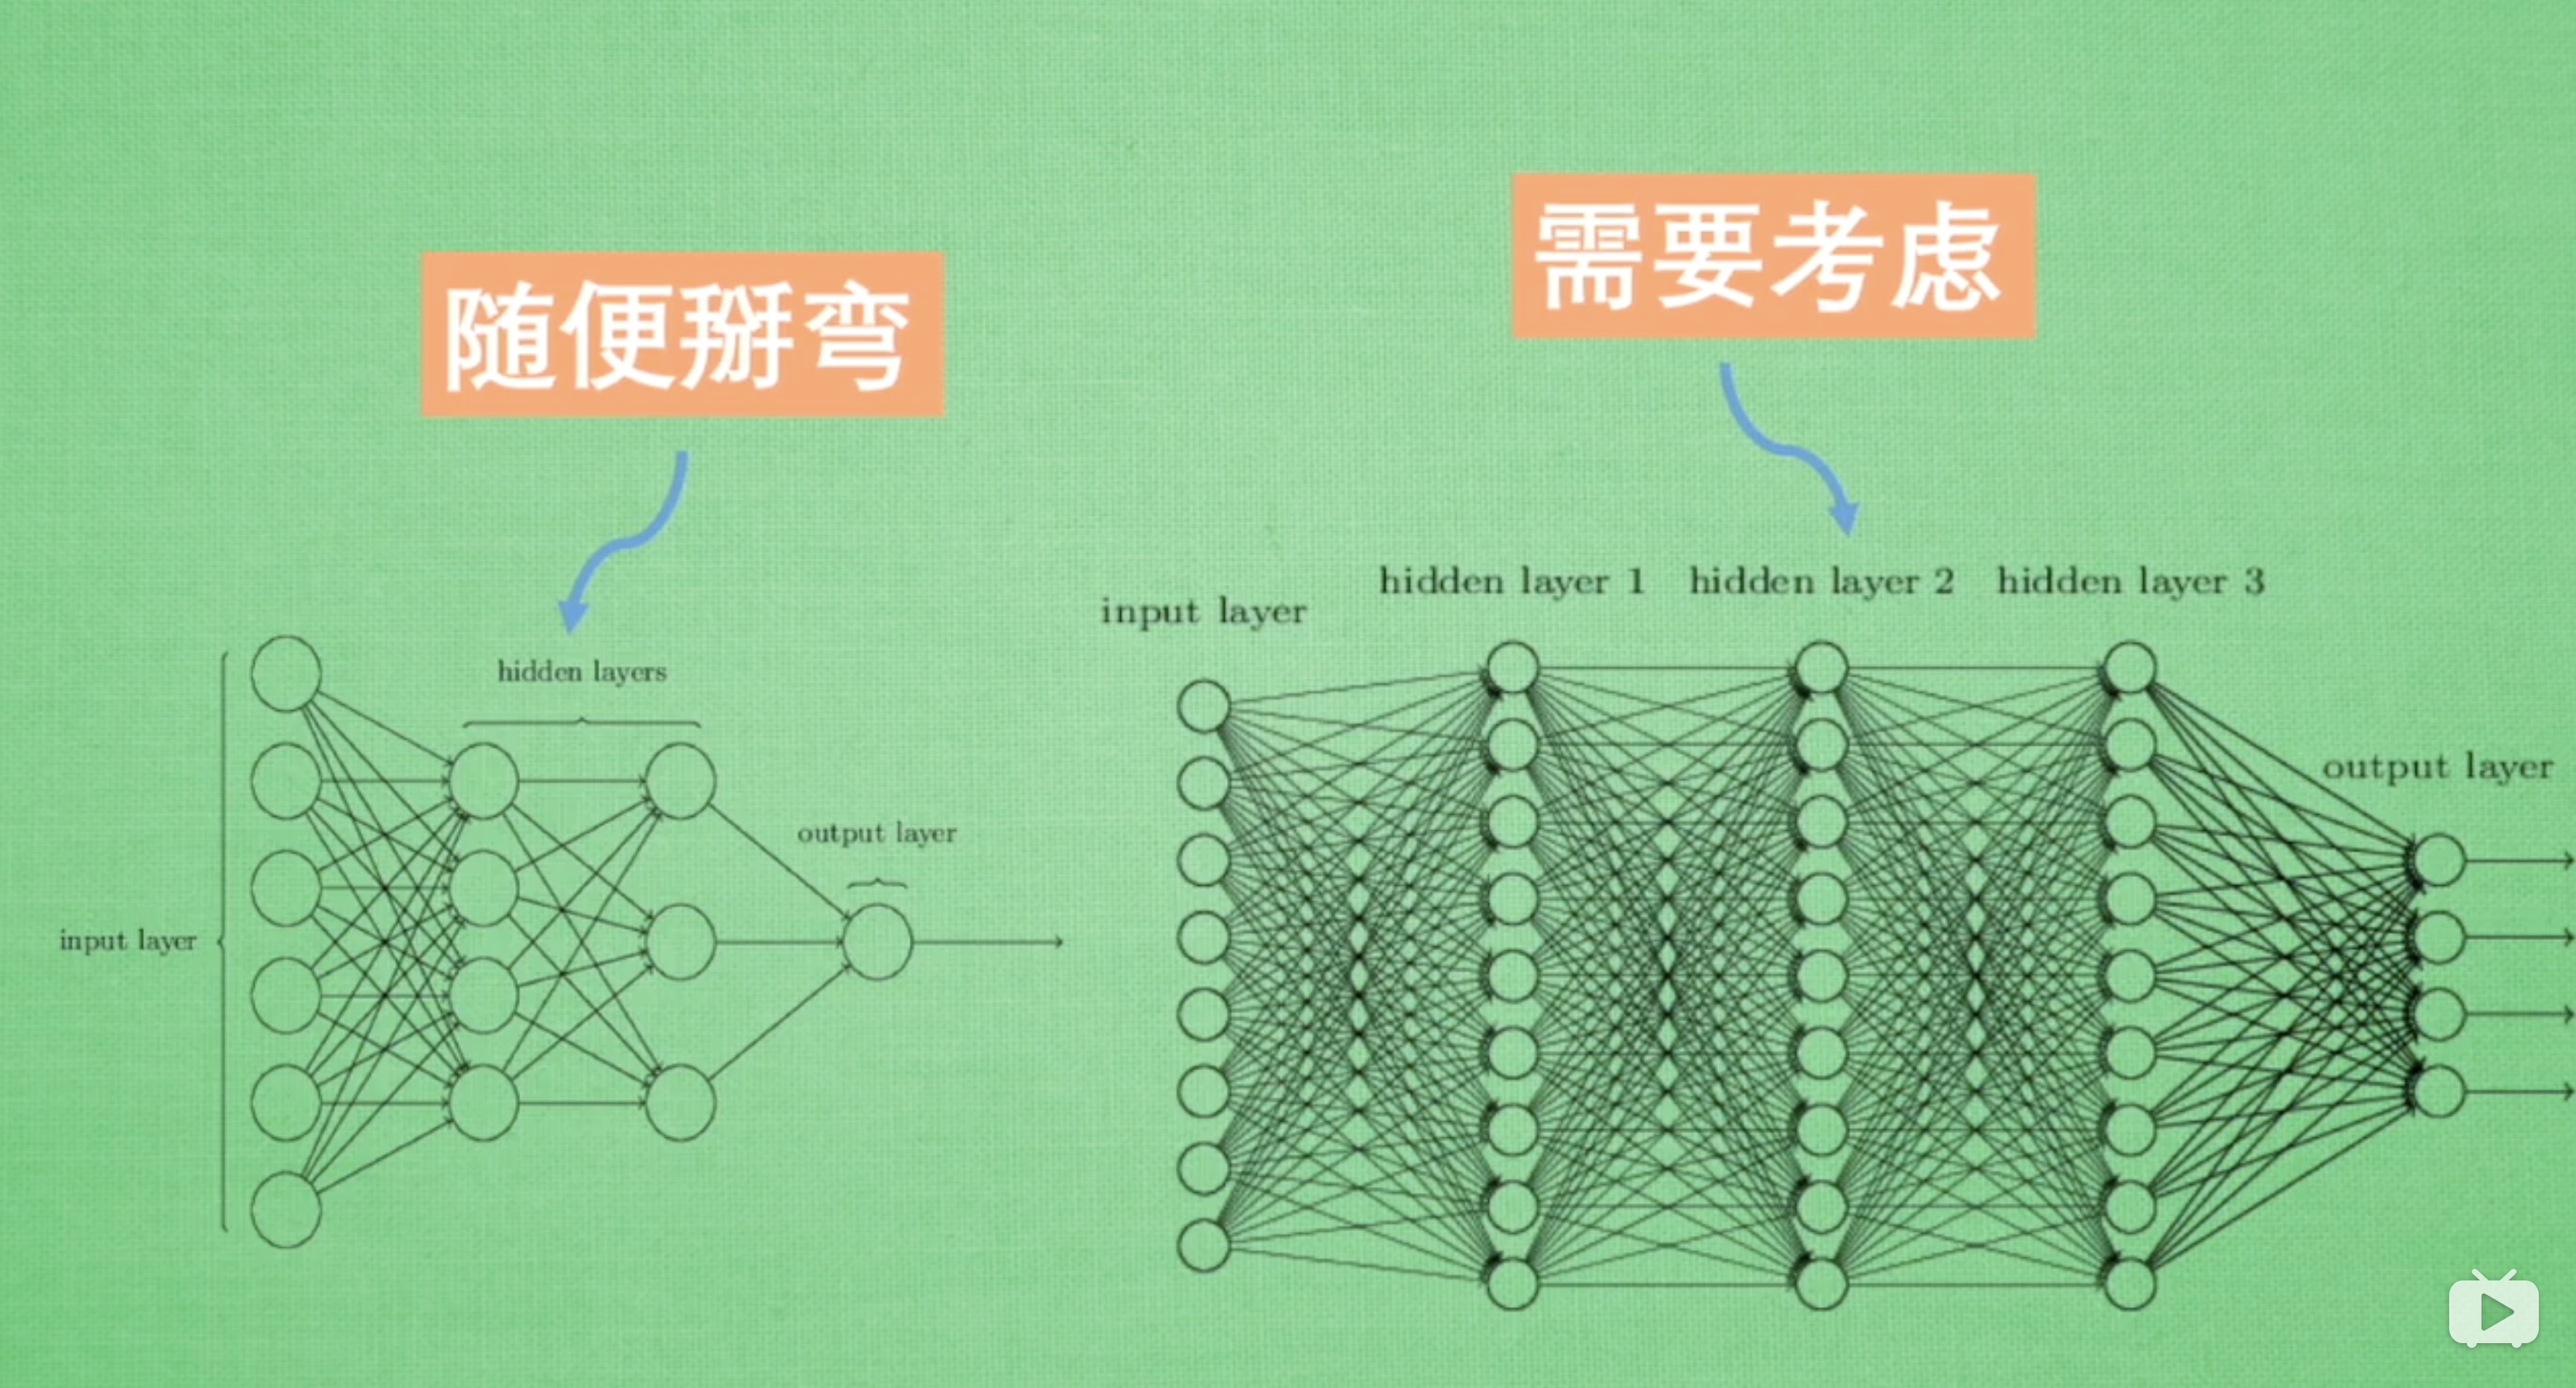 随便掰弯
需要考虑
hidden layers
output layer
input layer
input layer
hidden layer 1
hidden layer 2
hidden layer 3
output layer